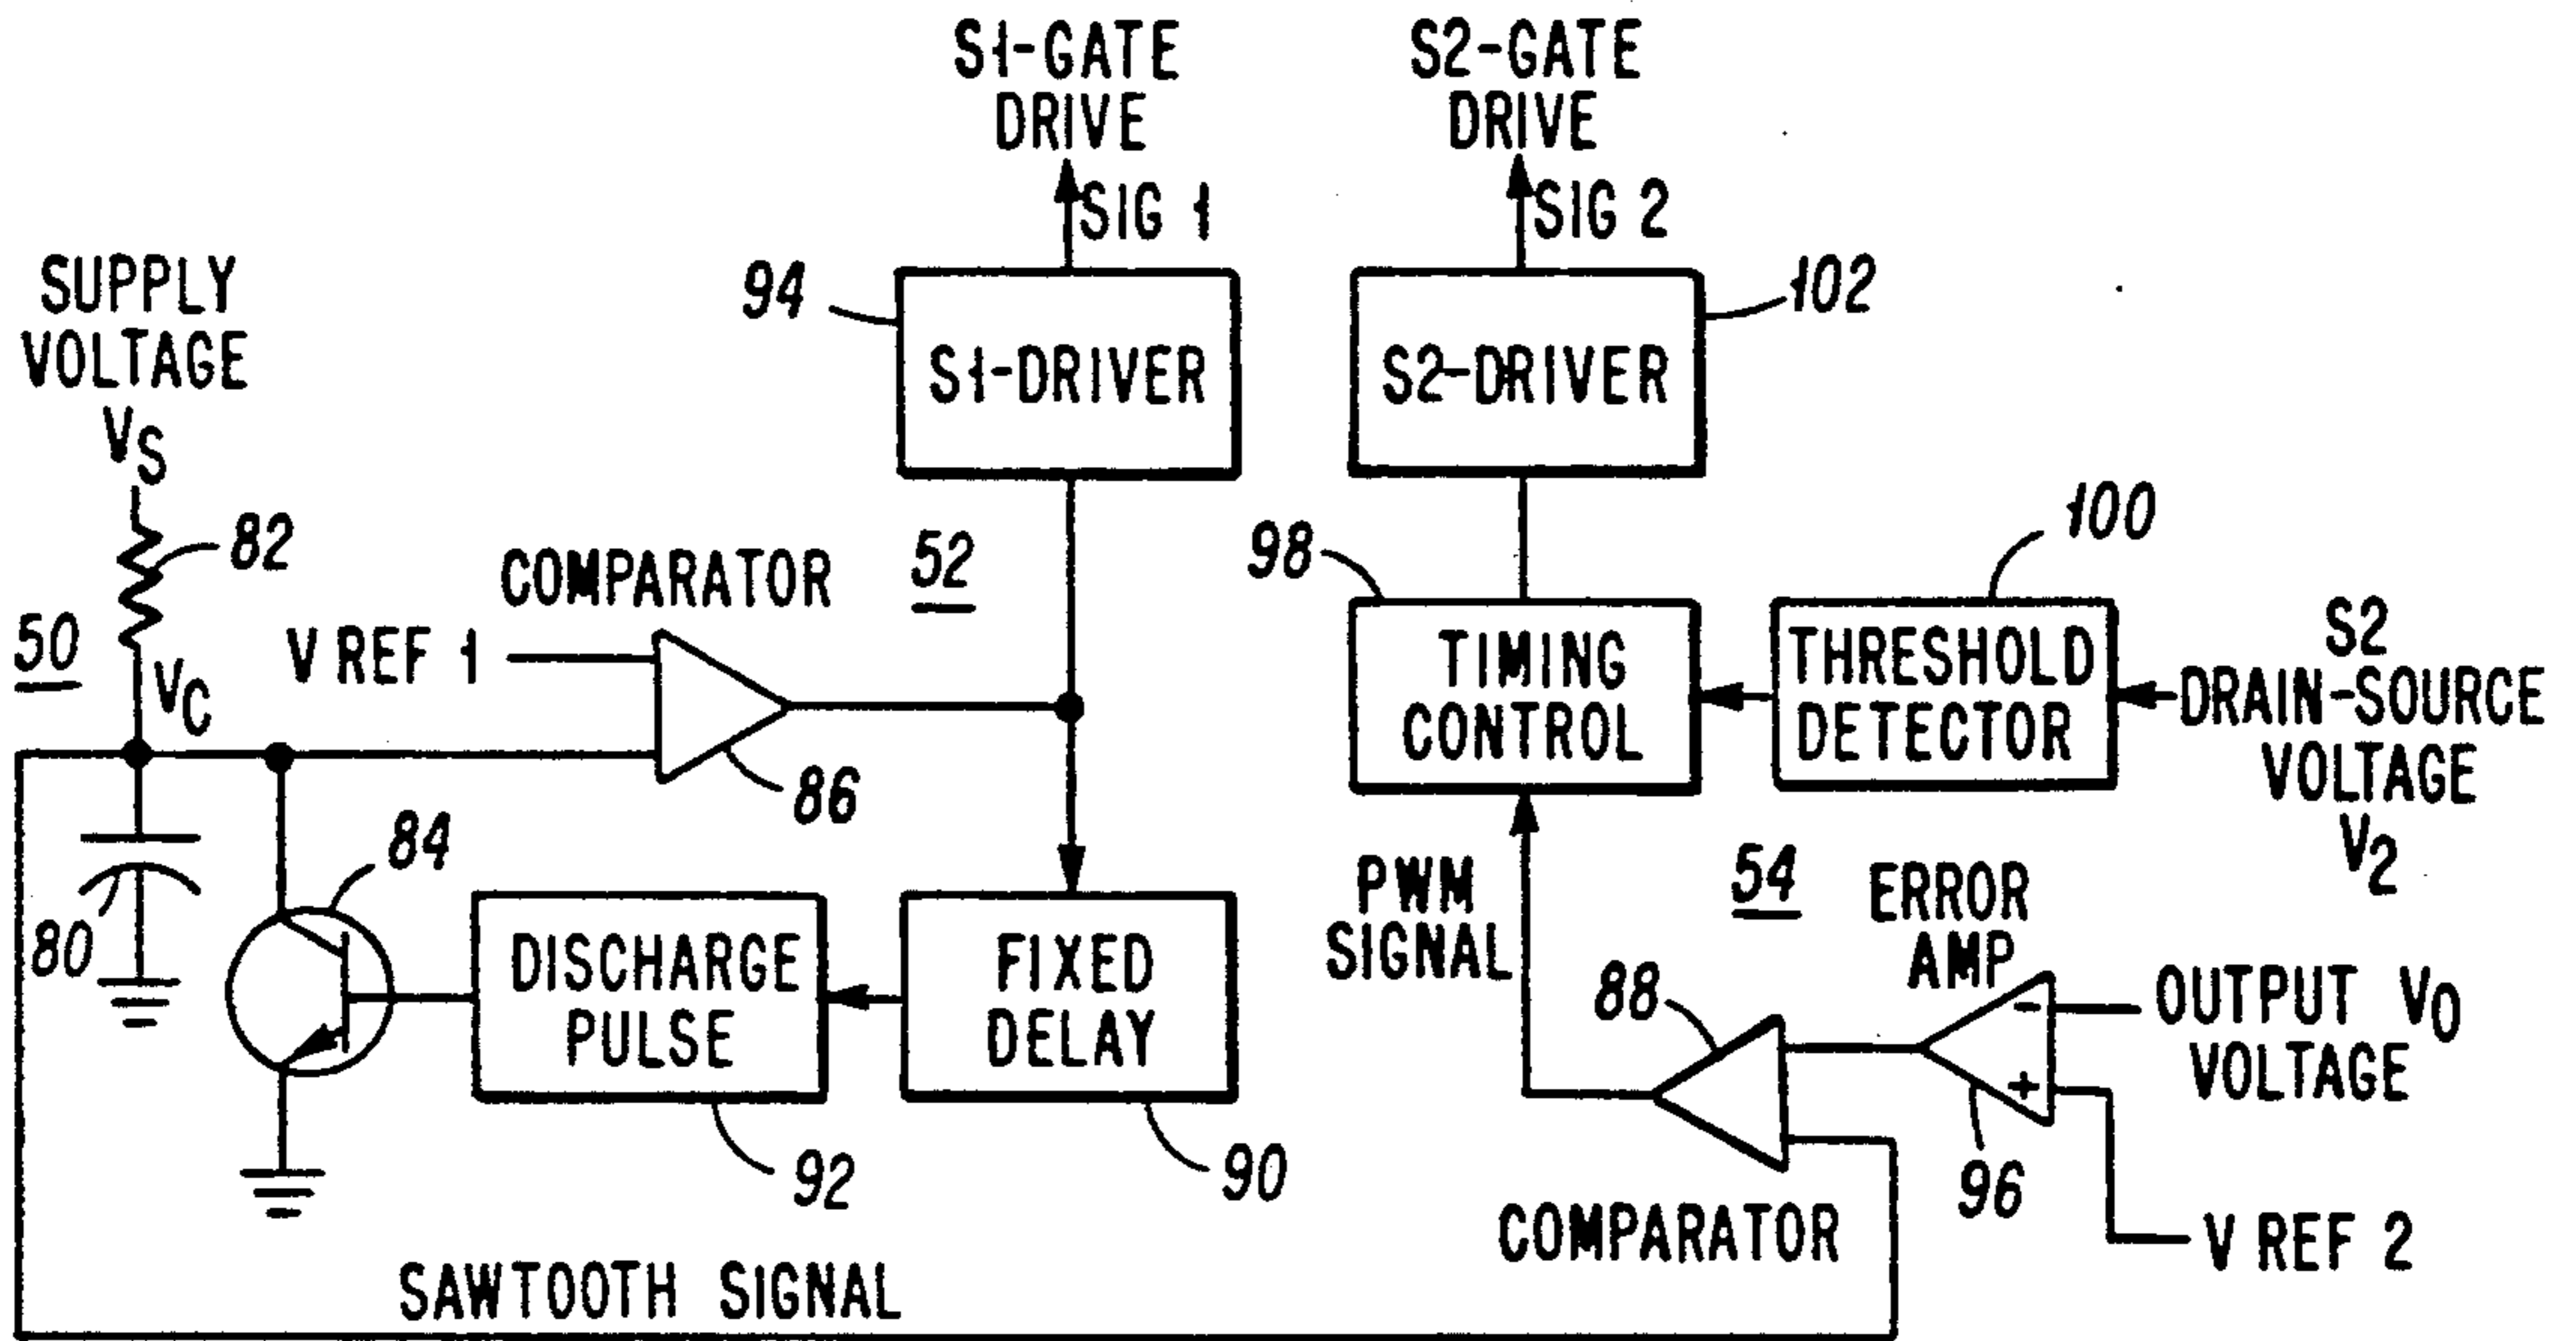 S1-GATE
DRIVE
SIG 1
S2-GATE
DRIVE
SIG 2
SUPPLY
VOLTAGE
VS
82
50
VC
94
S1-DRIVER
102
S2-DRIVER
COMPARATOR
52
V REF 1
86
98
TIMING
CONTROL
100
THRESHOLD
DETECTOR
S2
DRAIN-SOURCE
VOLTAGE
V2
80
84
DISCHARGE
PULSE
92
FIXED
DELAY
90
PWM
SIGNAL
54
ERROR
AMP
88
-
+
96
OUTPUT VO
VOLTAGE
V REF 2
COMPARATOR
SAWTOOTH SIGNAL